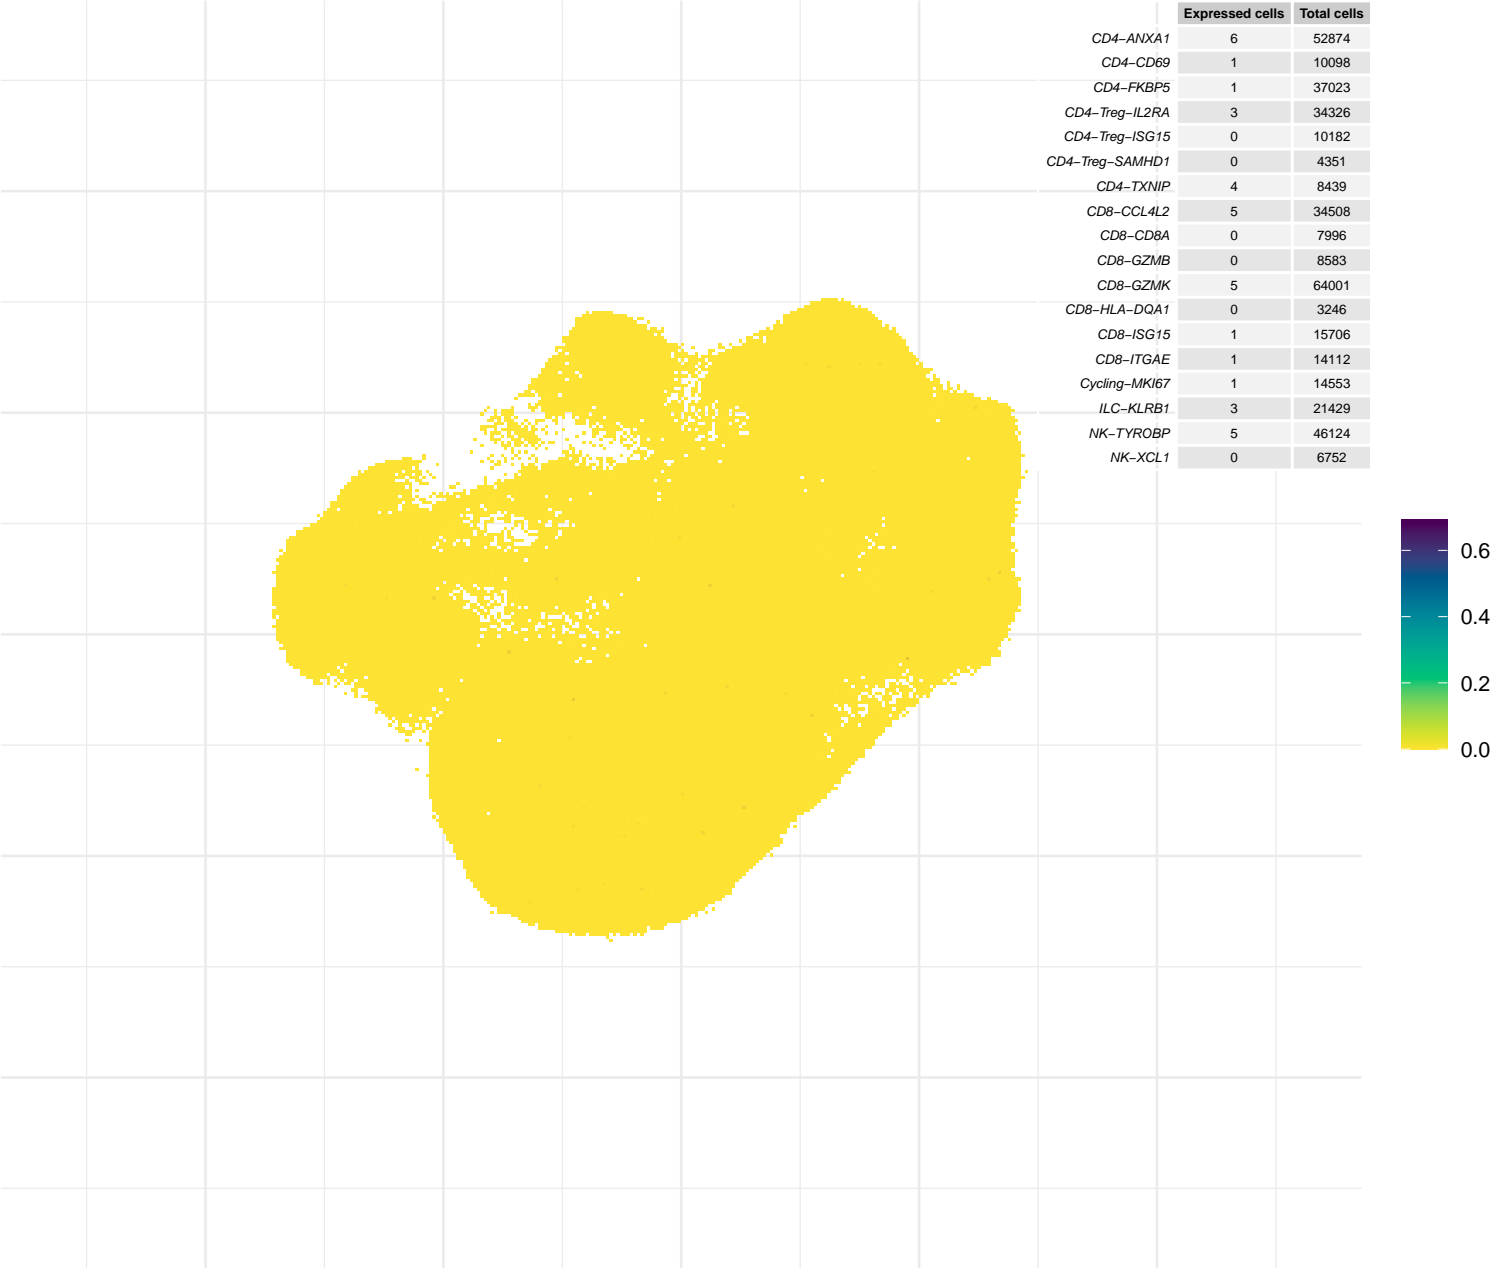 Expressed cells Total cells
CD4−ANXA1 6 52874
CD4−CD69 1 10098
CD4−FKBP5 1 37023
CD4−Treg−IL2RA 3 34326
CD4−Treg−ISG15 0 10182
CD4−Treg−SAMHD1 0 4351
CD4−TXNIP 4 8439
CD8−CCL4L2 5 34508
CD8−CD8A 0 7996
CD8−GZMB 0 8583
CD8−GZMK 5 64001
CD8−HLA−DQA1 0 3246
CD8−ISG15 1 15706
CD8−ITGAE 1 14112
Cycling−MKI67 1 14553
ILC−KLRB1 3 21429
NK−TYROBP 5 46124
NK−XCL1 0 6752
0.6
0.4
0.2
0.0